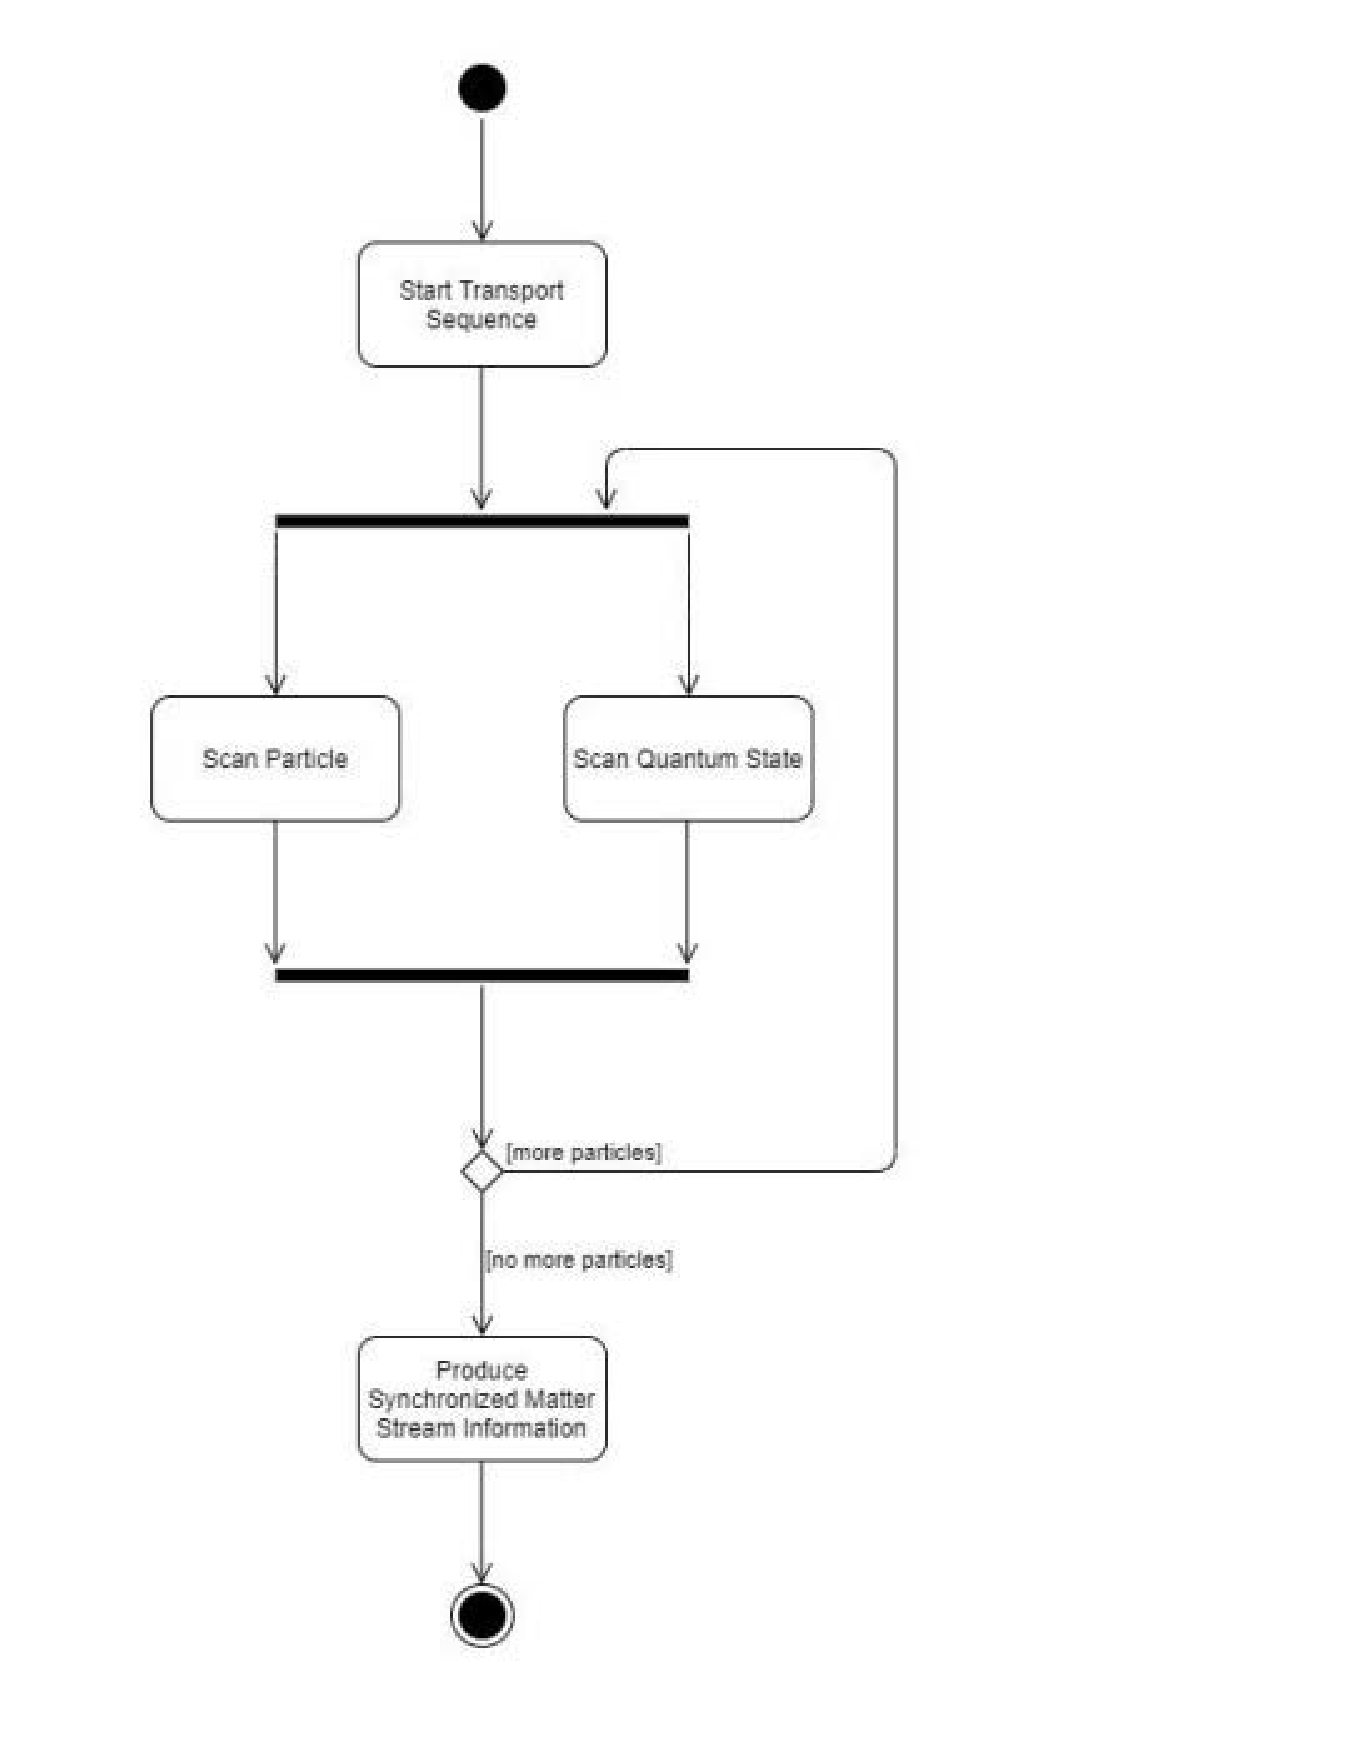 Start Transport
Sequence
Scan Particle
Scan Quantum State
[more particles]
[no more particles]
Produce
Synchronized Matter
Stream Information